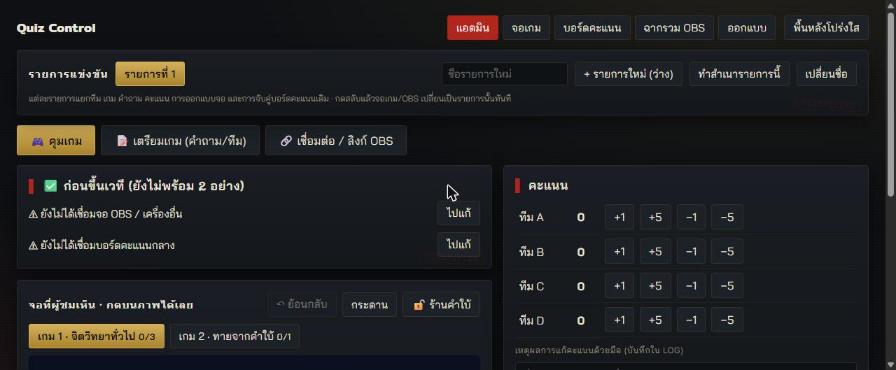 Quiz Control
แอดมิน จอเกม บอร์ดคะแนน ฉากรวม OBS ออกแบบ พื้นหลังโปร่งใส
รายการแข่งขัน รายการที่ 1 ชื่อรายการใหม่ + รายการใหม่ (ว่าง) ทำสำเนารายการนี้ เปลี่ยนชื่อ
แต่ละรายการแยกทีม เกม คำถาม คะแนน การออกแบบจอ และการจับคู่บอร์ดคะแนนเดิม · กดสลับแล้วจอเกม/OBS เปลี่ยนเป็นรายการนั้นทันที
คุมเกม เตรียมเกม (คำถาม/ทีม) เชื่อมต่อ / ลิงก์ OBS
ก่อนขึ้นเวที (ยังไม่พร้อม 2 อย่าง)
⚠ ยังไม่ได้เชื่อมจอ OBS / เครื่องอื่น ไปแก้
⚠ ยังไม่ได้เชื่อมบอร์ดคะแนนกลาง ไปแก้
จอที่ผู้ชมเห็น · กดบนภาพได้เลย ↶ ย้อนกลับ กระดาน ร้านคำใบ้
เกม 1 · จิตวิทยาทั่วไป 0/3 เกม 2 · ทายจากคำใบ้ 0/1
คะแนน
ทีม A 0 +1 +5 −1 −5
ทีม B 0 +1 +5 −1 −5
ทีม C 0 +1 +5 −1 −5
ทีม D 0 +1 +5 −1 −5
เหตุผลการแก้คะแนนด้วยมือ (บันทึกใน LOG)